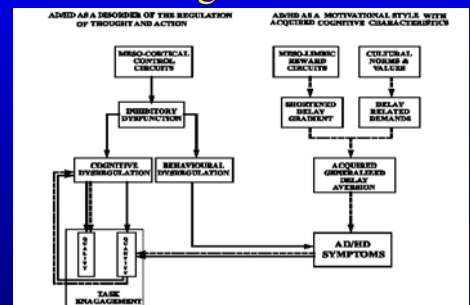 AD/HD AS A DISORDER OF THE REGULATION
OF THOUGHT AND ACTION
AD/HD AS A MOTIVATIONAL STYLE WITH
ACQUIRED COGNITIVE CHARACTERISTICS
MESO-CORTICAL
CONTROL
CIRCUITS
MESO-LIMBIC
REWARD
CIRCUITS
CULTURAL
NORMS &
VALUES
INHIBITORY
DYSFUNCTION
SHORTENED
DELAY
GRADIENT
DELAY
RELATED
DEMANDS
COGNITIVE
DYSREGULATION
BEHAVIOURAL
DYSREGULATION
ACQUIRED
GENERALIZED
DELAY
AVERSION
QUALITY
QUANTITY
AD/HD
SYMPTOMS
TASK
ENAGAGEMENT